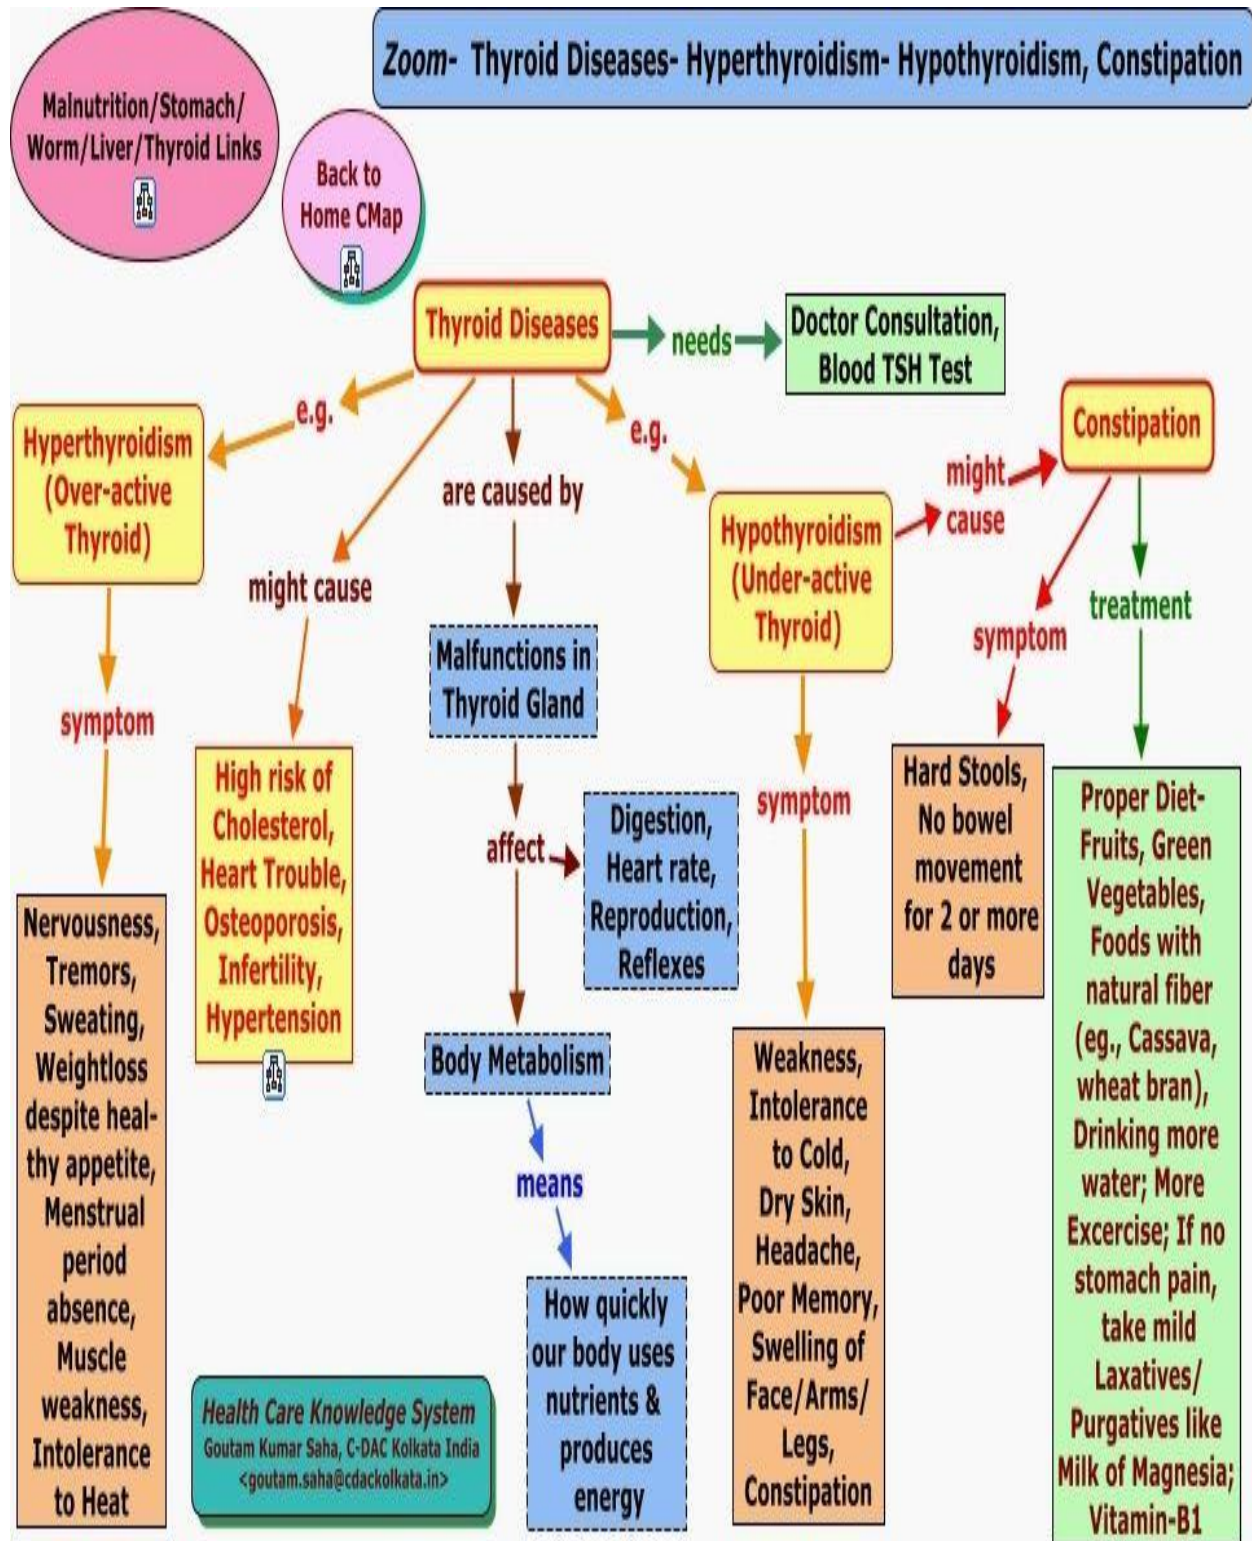 Zoom- Thyroid Diseases- Hyperthyroidism- Hypothyroidism, Constipation
Malnutrition/Stomach/
Worm/Liver/Thyroid Links
Back to
Home CMap
Thyroid Diseases
needs
Doctor Consultation,
Blood TSH Test
e.g.
Hyperthyroidism
(Over-active
Thyroid)
symptom
Nervousness,
Tremors,
Sweating,
Weightloss
despite heal-
thy appetite,
Menstrual
period
absence,
Muscle
weakness,
Intolerance
to Heat
might cause
High risk of
Cholesterol,
Heart Trouble,
Osteoporosis,
Infertility,
Hypertension
are caused by
Malfunctions in
Thyroid Gland
affect
Digestion,
Heart rate,
Reproduction,
Reflexes
Body Metabolism
means
How quickly
our body uses
nutrients &
produces
energy
e.g.
Hypothyroidism
(Under-active
Thyroid)
symptom
Weakness,
Intolerance
to Cold,
Dry Skin,
Headache,
Poor Memory,
Swelling of
Face/Arms/
Legs,
Constipation
might
cause
Constipation
symptom
Hard Stools,
No bowel
movement
for 2 or more
days
treatment
Proper Diet-
Fruits, Green
Vegetables,
Foods with
natural fiber
(eg., Cassava,
wheat bran),
Drinking more
water; More
Excercise; If no
stomach pain,
take mild
Laxatives/
Purgatives like
Milk of Magnesia;
Vitamin-B1
Health Care Knowledge System
Goutam Kumar Saha, C-DAC Kolkata India
<goutam.saha@cdackolkata.in>